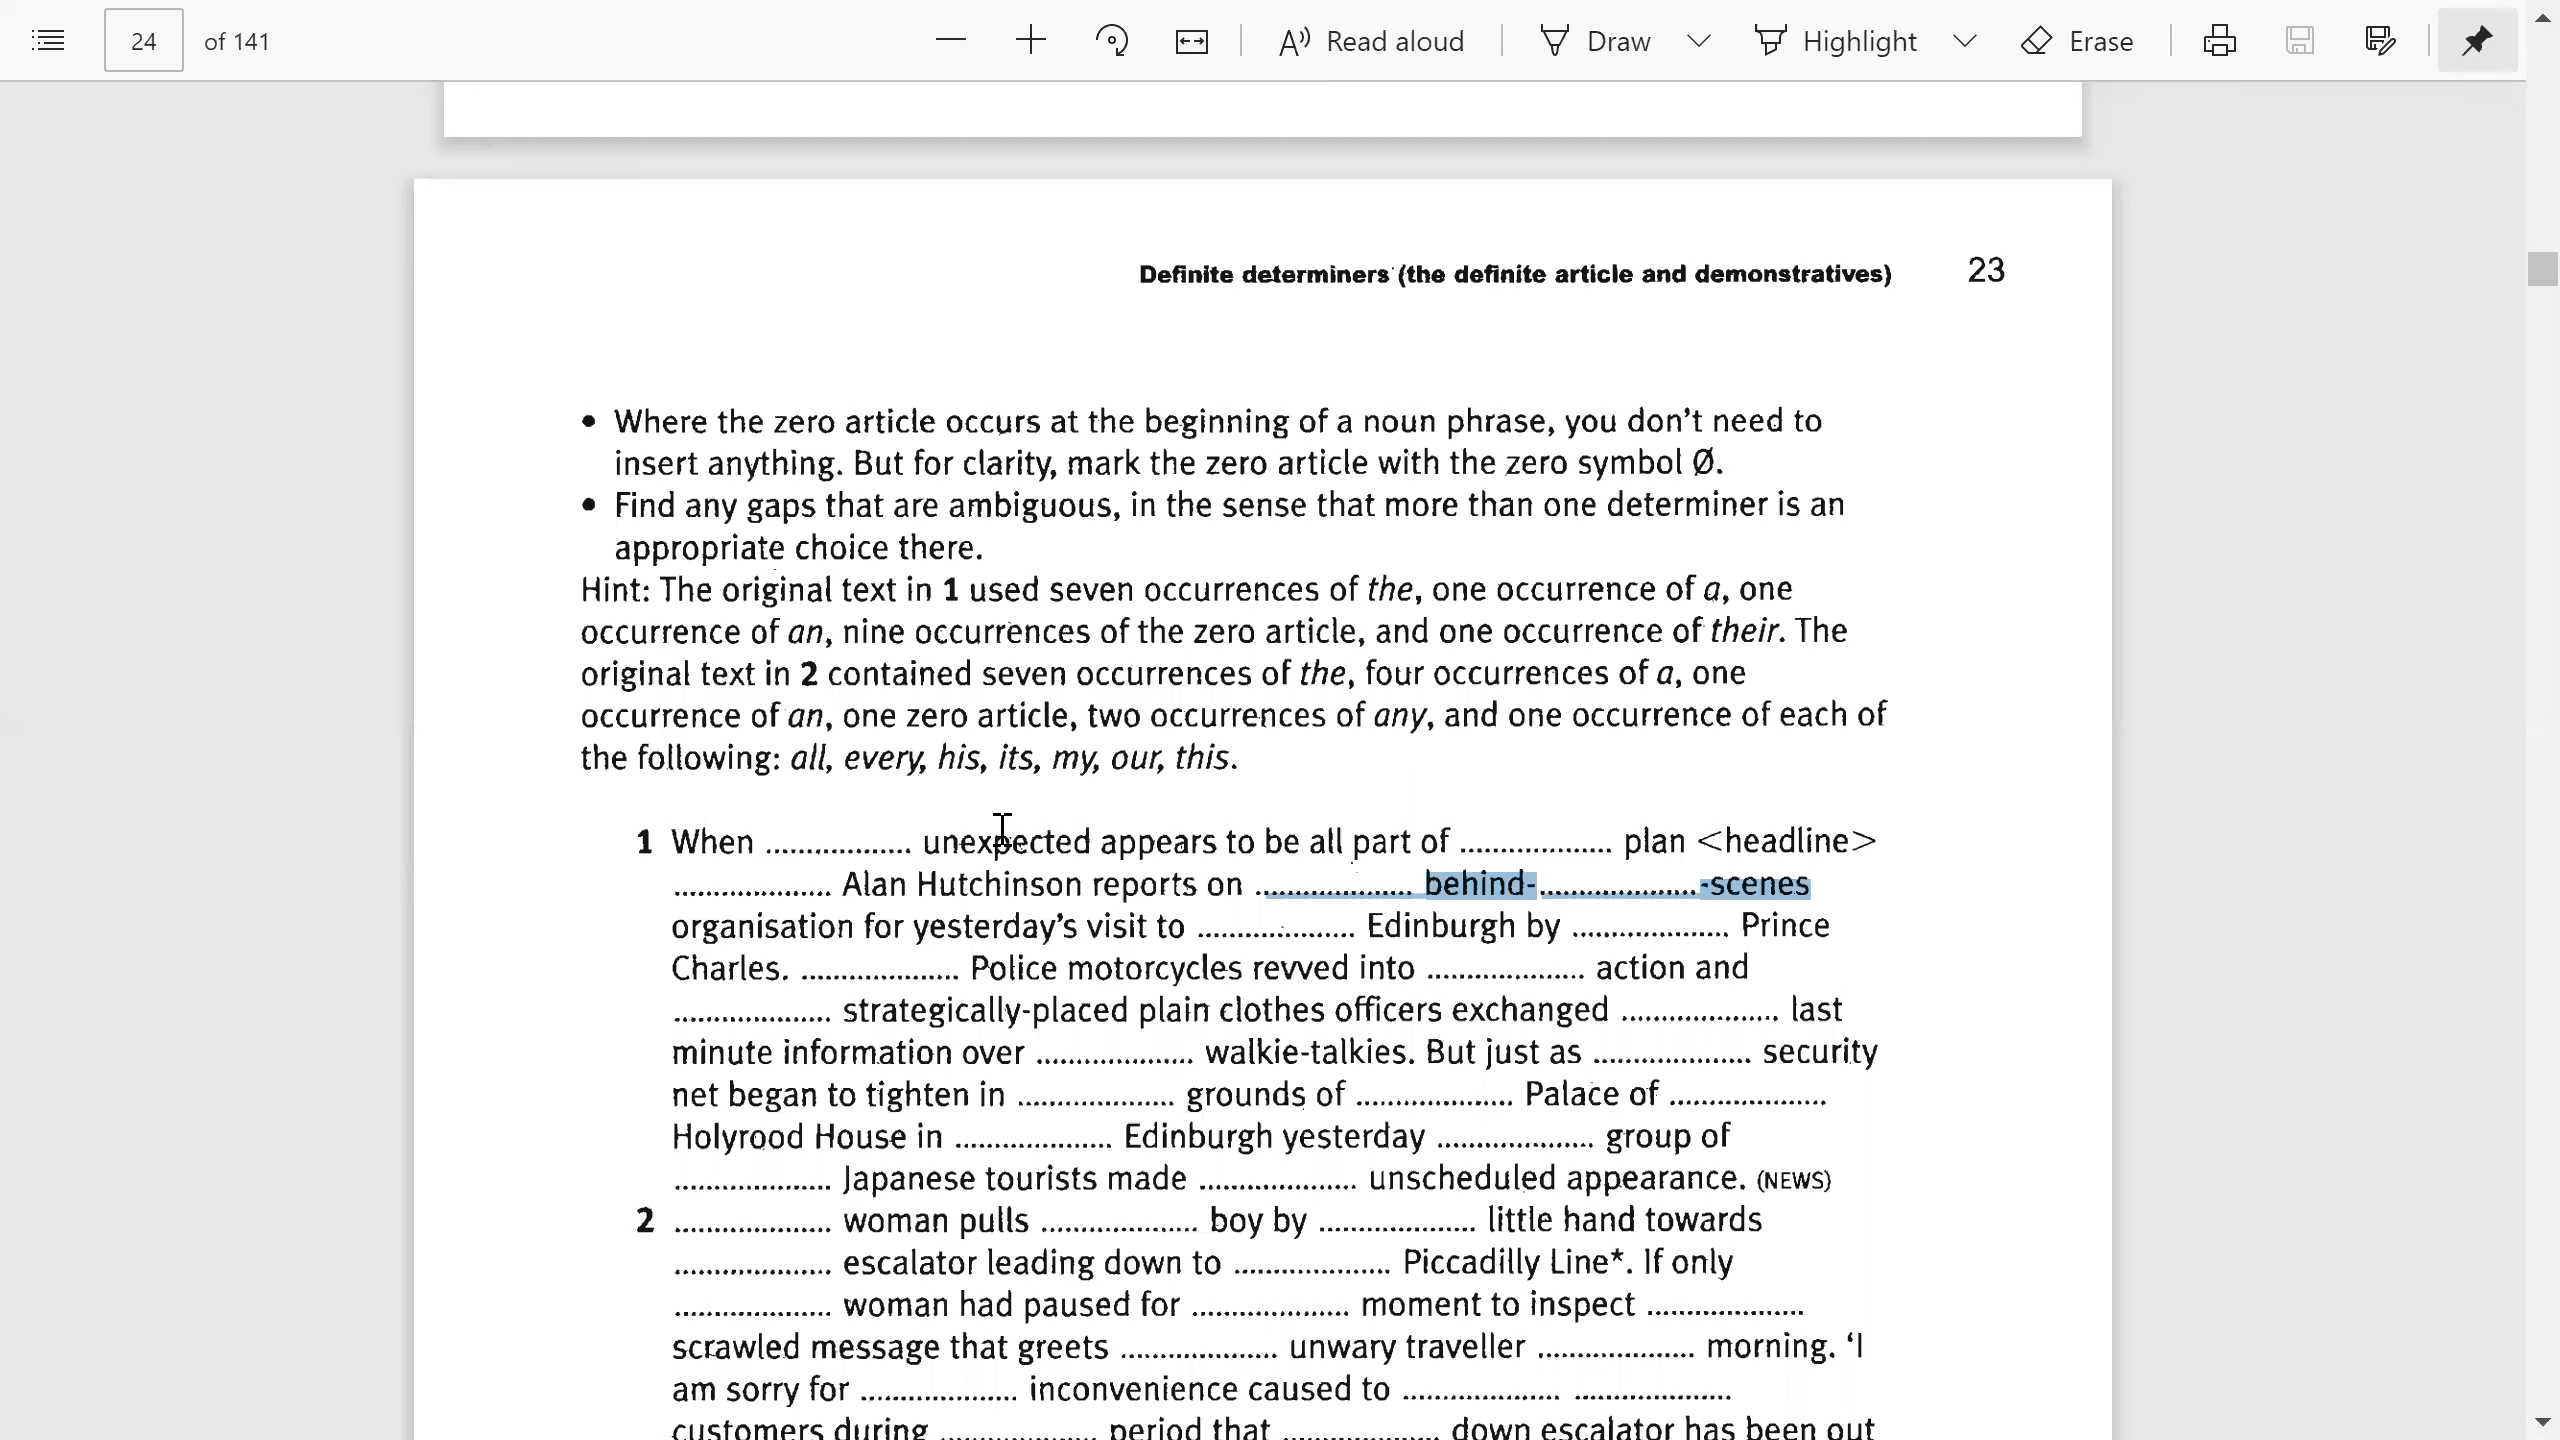 24 of 141 Read aloud Draw Highlight Erase
Definite determiners (the definite article and demonstratives) 23
• Where the zero article occurs at the beginning of a noun phrase, you don't need to
insert anything. But for clarity, mark the zero article with the zero symbol Ø.
• Find any gaps that are ambiguous, in the sense that more than one determiner is an
appropriate choice there.
Hint: The original text in 1 used seven occurrences of the, one occurrence of a, one
occurrence of an, nine occurrences of the zero article, and one occurrence of their. The
original text in 2 contained seven occurrences of the, four occurrences of a, one
occurrence of an, one zero article, two occurrences of any, and one occurrence of each of
the following: all, every, his, its, my, our, this.
1 When .................. unexpected appears to be all part of .................. plan <headline>
................... Alan Hutchinson reports on ................... behind-...................-scenes
organisation for yesterday's visit to ................... Edinburgh by ................... Prince
Charles. ................... Police motorcycles revved into ................... action and
................... strategically-placed plain clothes officers exchanged ................... last
minute information over ................... walkie-talkies. But just as ................... security
net began to tighten in ................... grounds of ................... Palace of ...................
Holyrood House in ................... Edinburgh yesterday ................... group of
................... Japanese tourists made ................... unscheduled appearance. (NEWS)
2 ................... woman pulls ................... boy by ................... little hand towards
................... escalator leading down to ................... Piccadilly Line*. If only
................... woman had paused for ................... moment to inspect ...................
scrawled message that greets ................... unwary traveller ................... morning. 'I
am sorry for ................... inconvenience caused to ................... ...................
customers during ................... period that ................... down escalator has been out